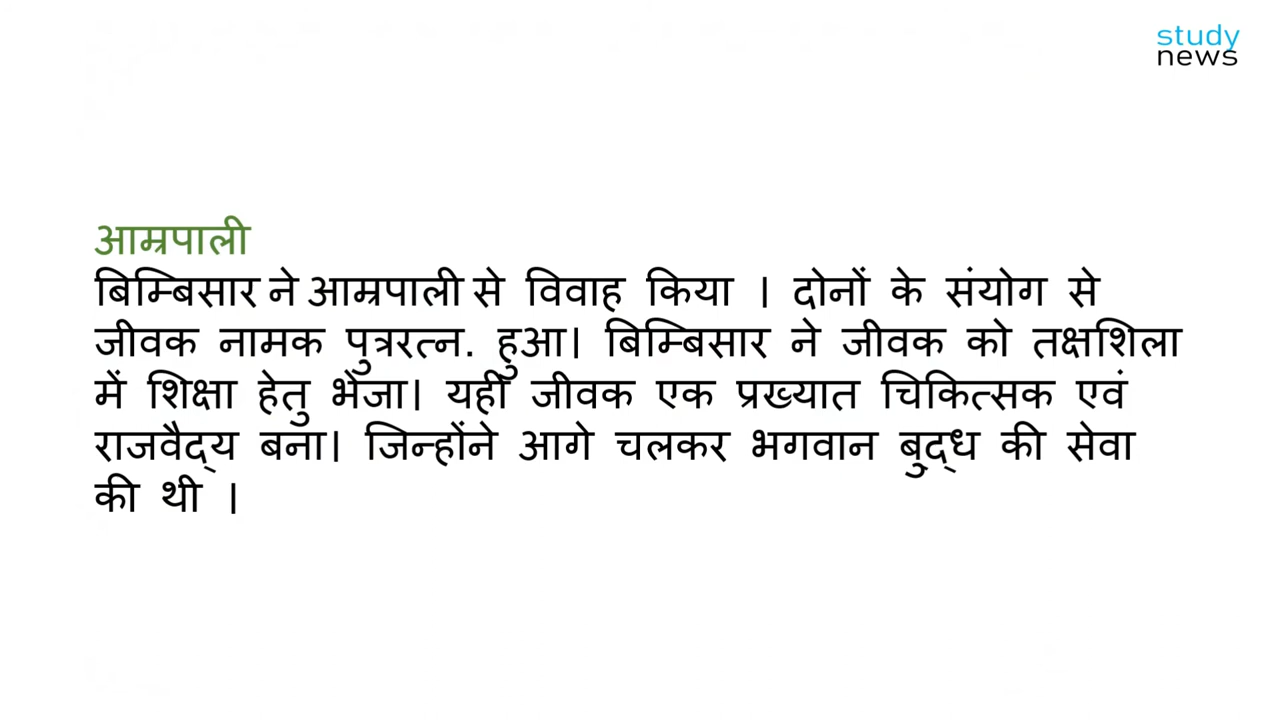 study
news
आम्रपाली
बिम्बिसार ने आम्रपाली से विवाह किया । दोनों के संयोग से
जीवक नामक पुत्ररत्न. हुआ। बिम्बिसार ने जीवक को तक्षशिला
में शिक्षा हेतु भेजा। यही जीवक एक प्रख्यात चिकित्सक एवं
राजवैद्य बना। जिन्होंने आगे चलकर भगवान बुद्ध की सेवा
की थी ।